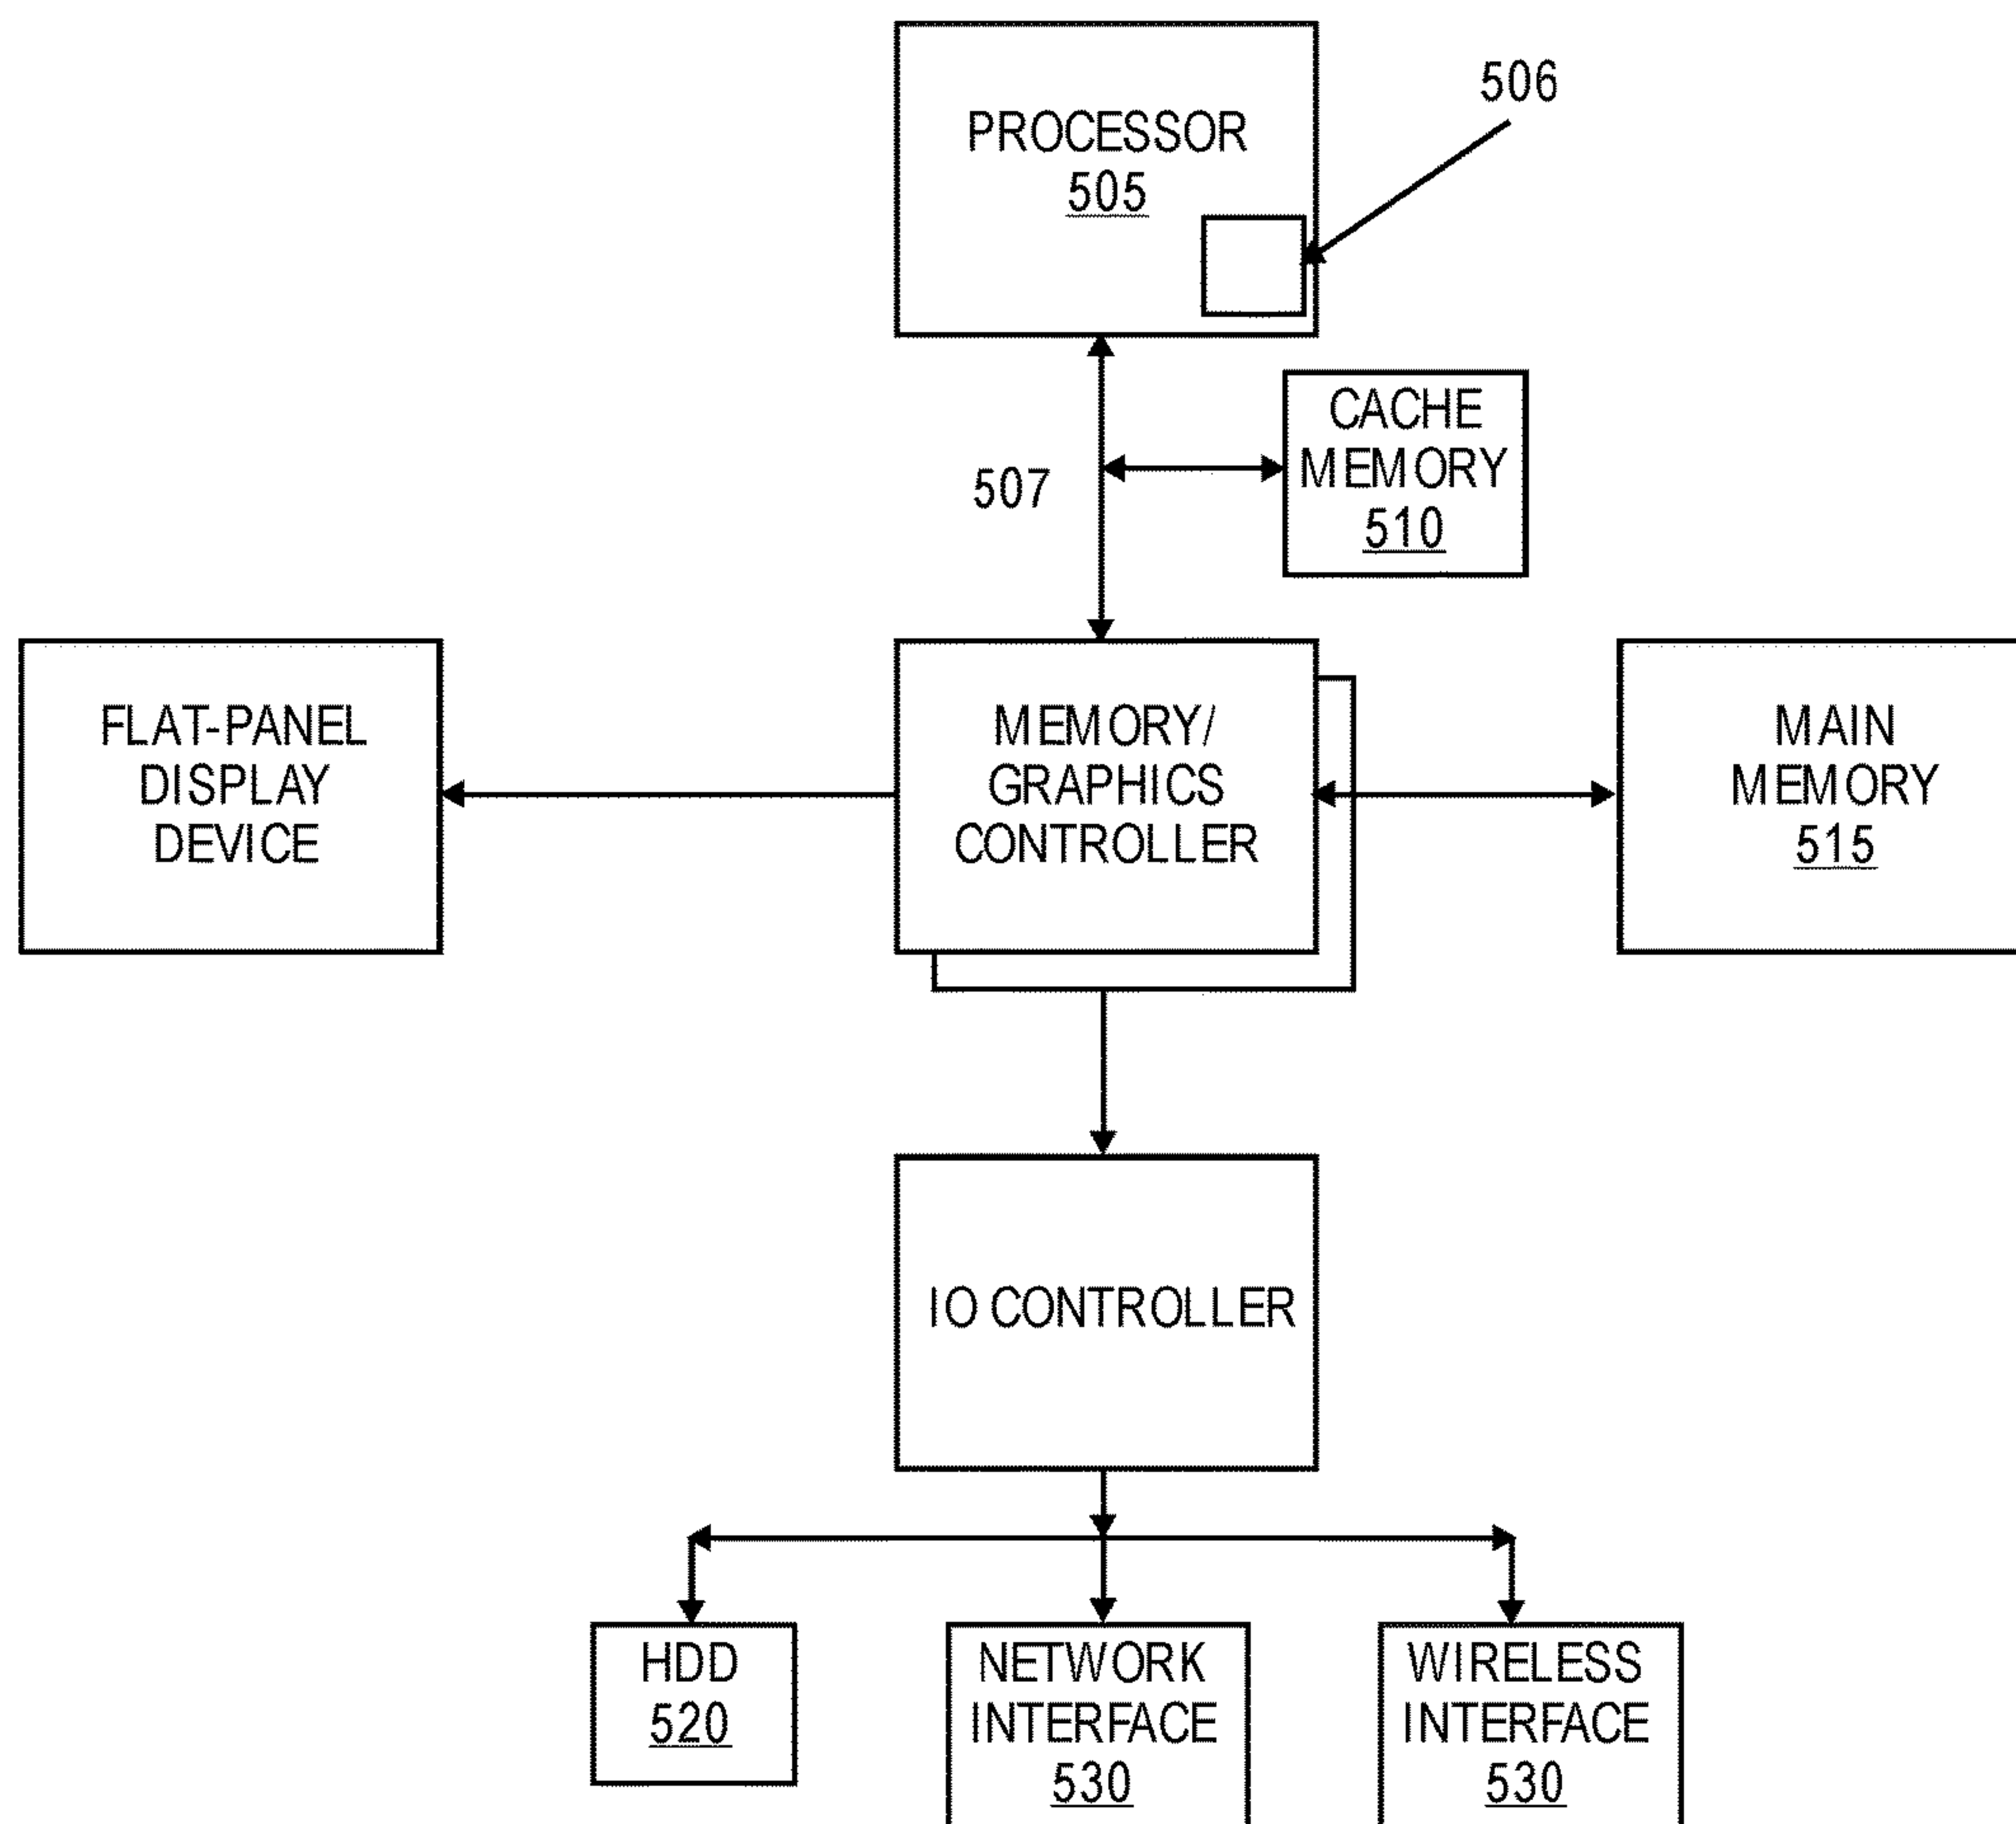 PROCESSOR
505
506
CACHE
MEMORY
510
507
FLAT-PANEL
DISPLAY
DEVICE
MEMORY/
GRAPHICS
CONTROLLER
MAIN
MEMORY
515
IO CONTROLLER
HDD
520
NETWORK
INTERFACE
530
WIRELESS
INTERFACE
530